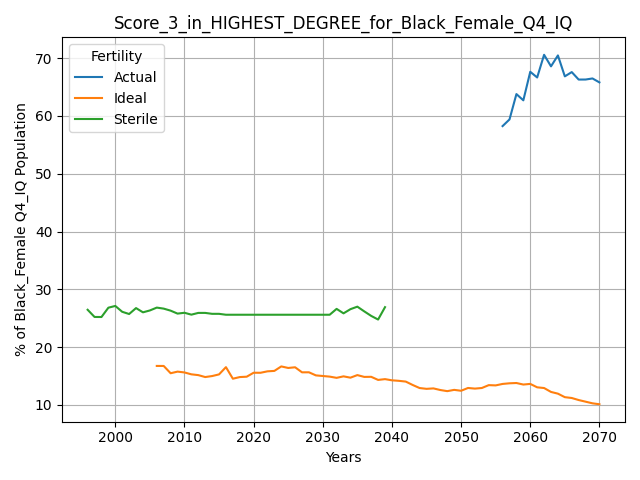 Score_3_in_HIGHEST_DEGREE_for_Black_Female_Q4_IQ
Fertility
Actual
Ideal
Sterile
% of Black_Female Q4_IQ Population
70
60
50
40
30
20
10
2000 2010 2020 2030 2040 2050 2060 2070
Years